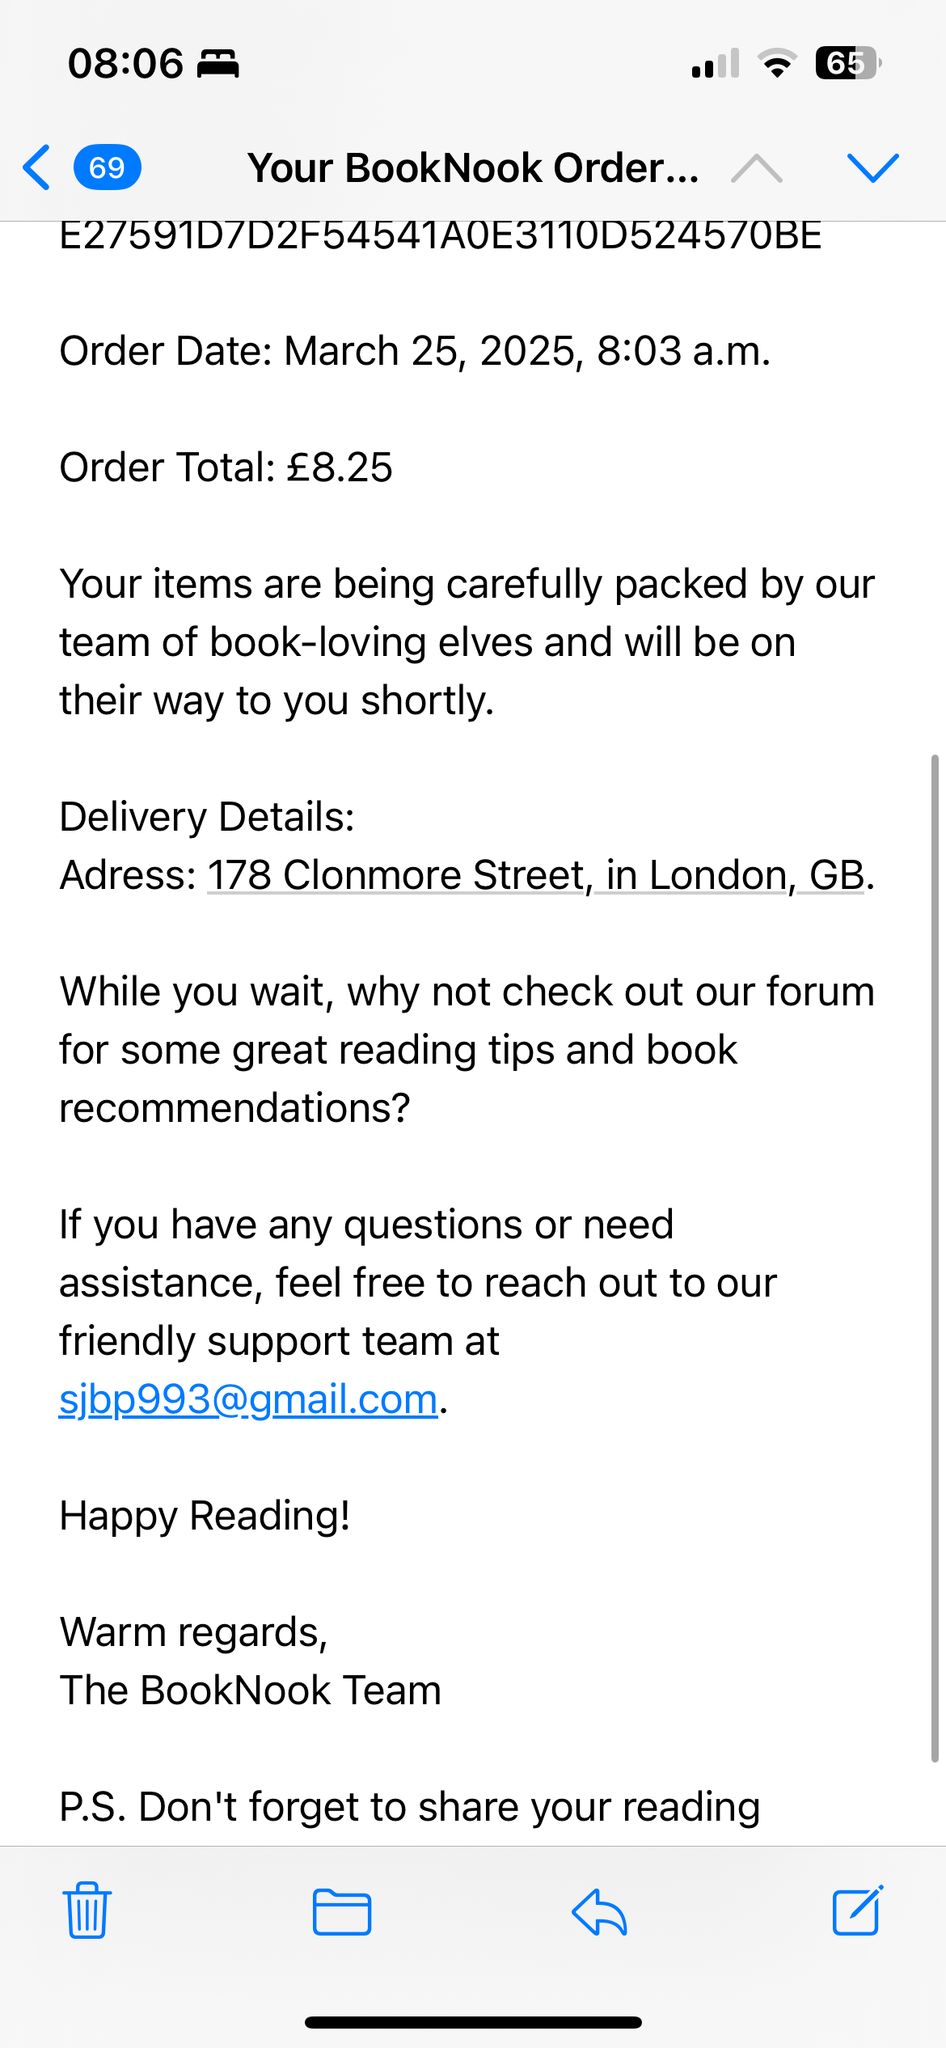 08:06
65
69
Your BookNook Order...
E27591D7D2F54541A0E3110D524570BE
Order Date: March 25, 2025, 8:03 a.m.
Order Total: £8.25
Your items are being carefully packed by our
team of book-loving elves and will be on
their way to you shortly.
Delivery Details:
Adress: 178 Clonmore Street, in London, GB.
While you wait, why not check out our forum
for some great reading tips and book
recommendations?
If you have any questions or need
assistance, feel free to reach out to our
friendly support team at
sjbp993@gmail.com.
Happy Reading!
Warm regards,
The BookNook Team
P.S. Don't forget to share your reading